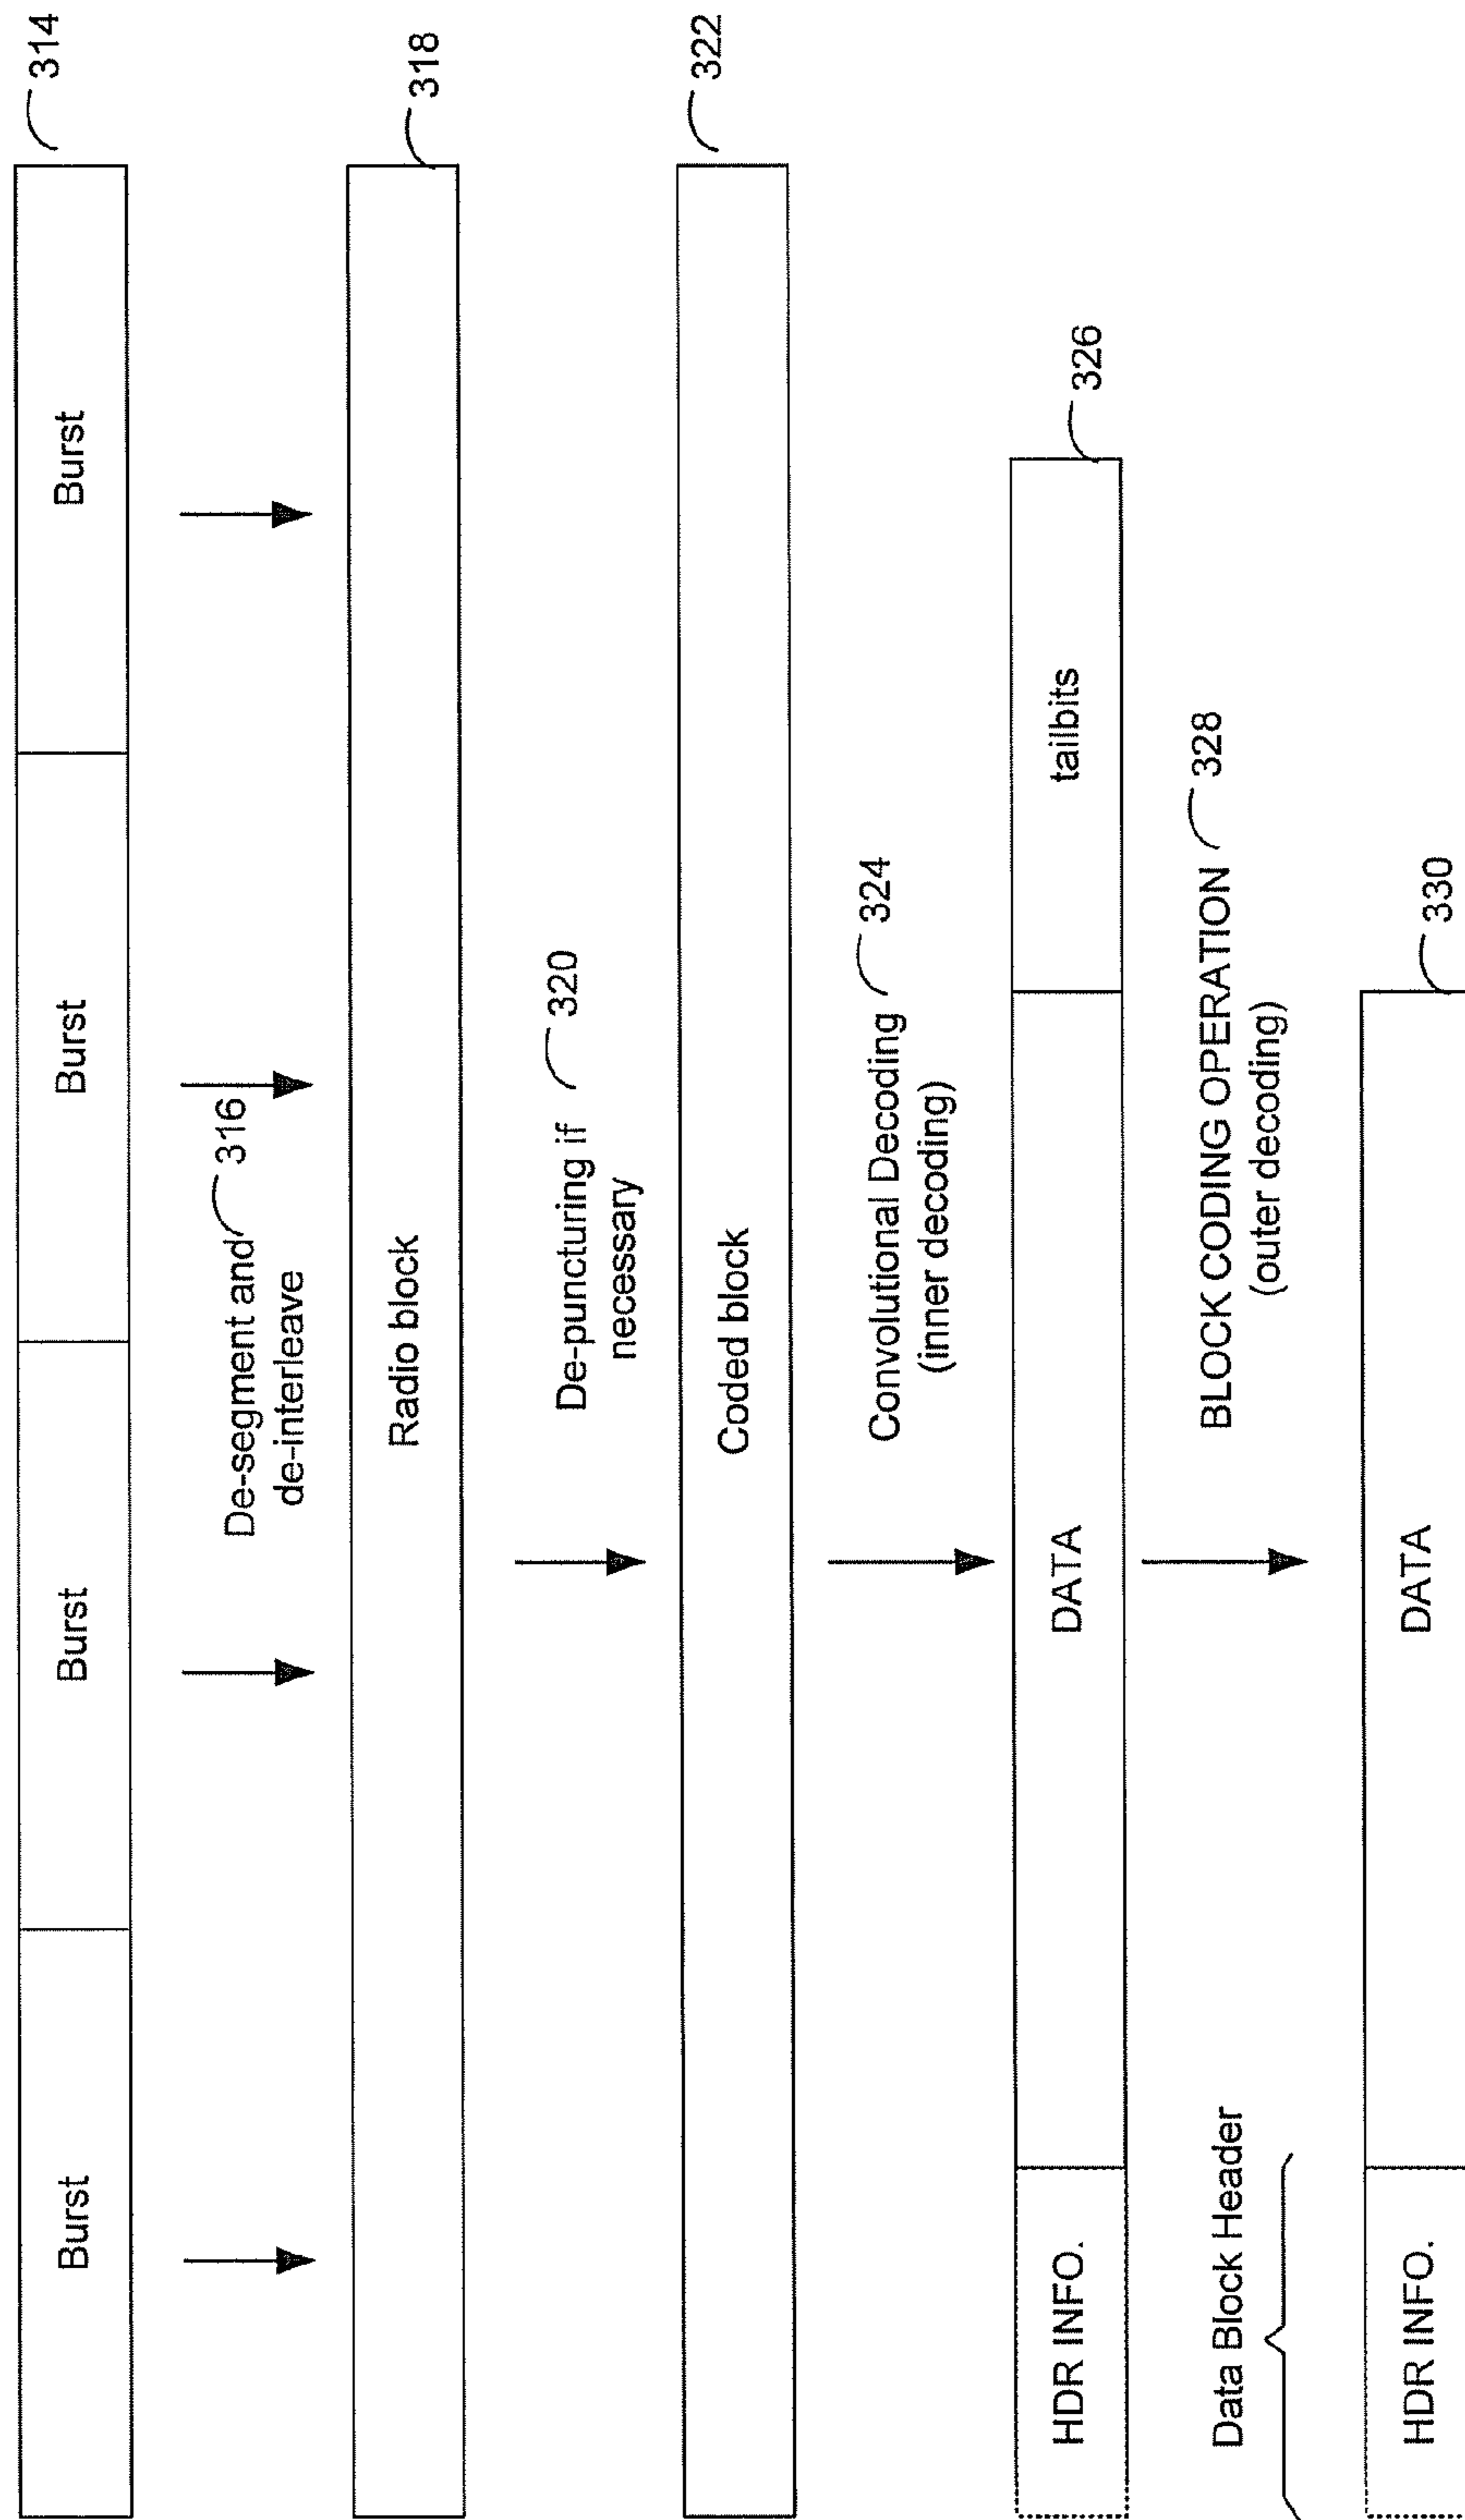 Burst
Burst
Burst
Burst
314
De-segment and
de-interleave
316
Radio block
318
De-puncturing if
necessary
320
Coded block
322
Convolutional Decoding
(inner decoding)
324
HDR INFO.
DATA
tailbits
326
Data Block Header
BLOCK CODING OPERATION
(outer decoding)
328
HDR INFO.
DATA
330